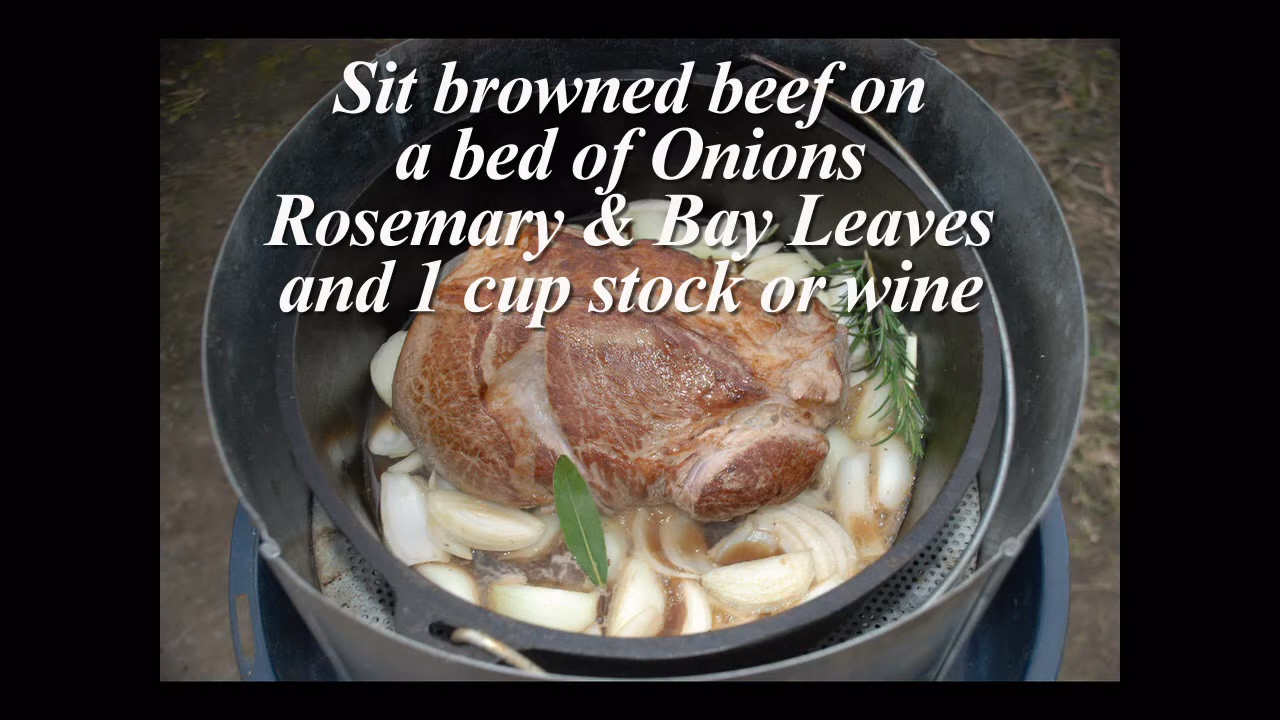 Sit browned beef on
a bed of Onions
Rosemary & Bay Leaves
and 1 cup stock or wine